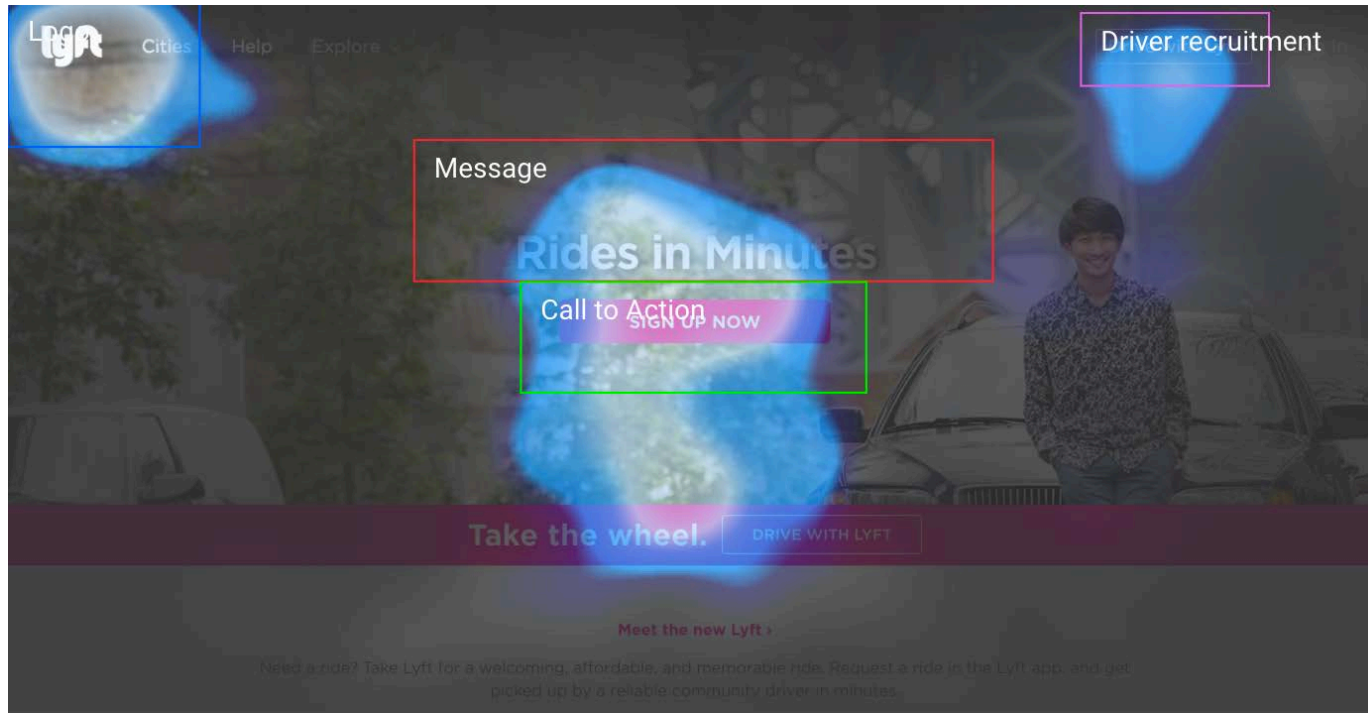 Logo
lyft
Cities Help Explore
Driver recruitment
in
Message
Rides in Minutes
Call to Action
SIGN UP NOW
Take the wheel. DRIVE WITH LYFT
Meet the new Lyft ›
Need a ride? Take Lyft for a welcoming, affordable, and memorable ride. Request a ride in the Lyft app, and get
picked up by a reliable community driver in minutes.